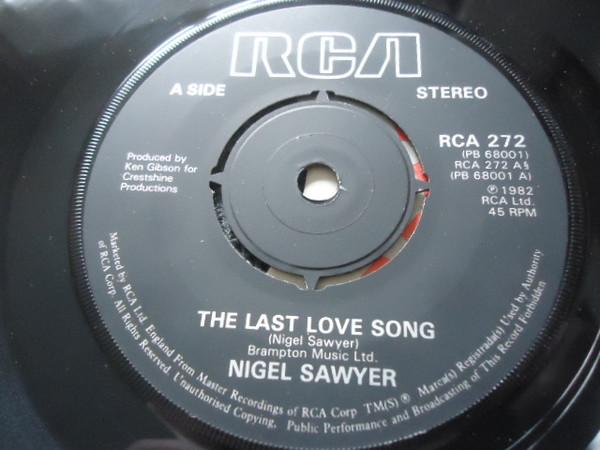 RCA
A SIDE
STEREO
RCA 272
(PB 68001)
RCA 272 A§
(PB 68001 A)
℗ 1982
RCA Ltd.
45 RPM
Produced by
Ken Gibson for
Crestshine
Productions
THE LAST LOVE SONG
(Nigel Sawyer)
Brampton Music Ltd.
NIGEL SAWYER
Marketed by RCA Ltd. England From Master Recordings of RCA Corp TM(S)® Marca(s) Registrada(s) Used by Authority
of RCA Corp. All Rights Reserved, Unauthorised Copying, Public Performance and Broadcasting of This Record Forbidden